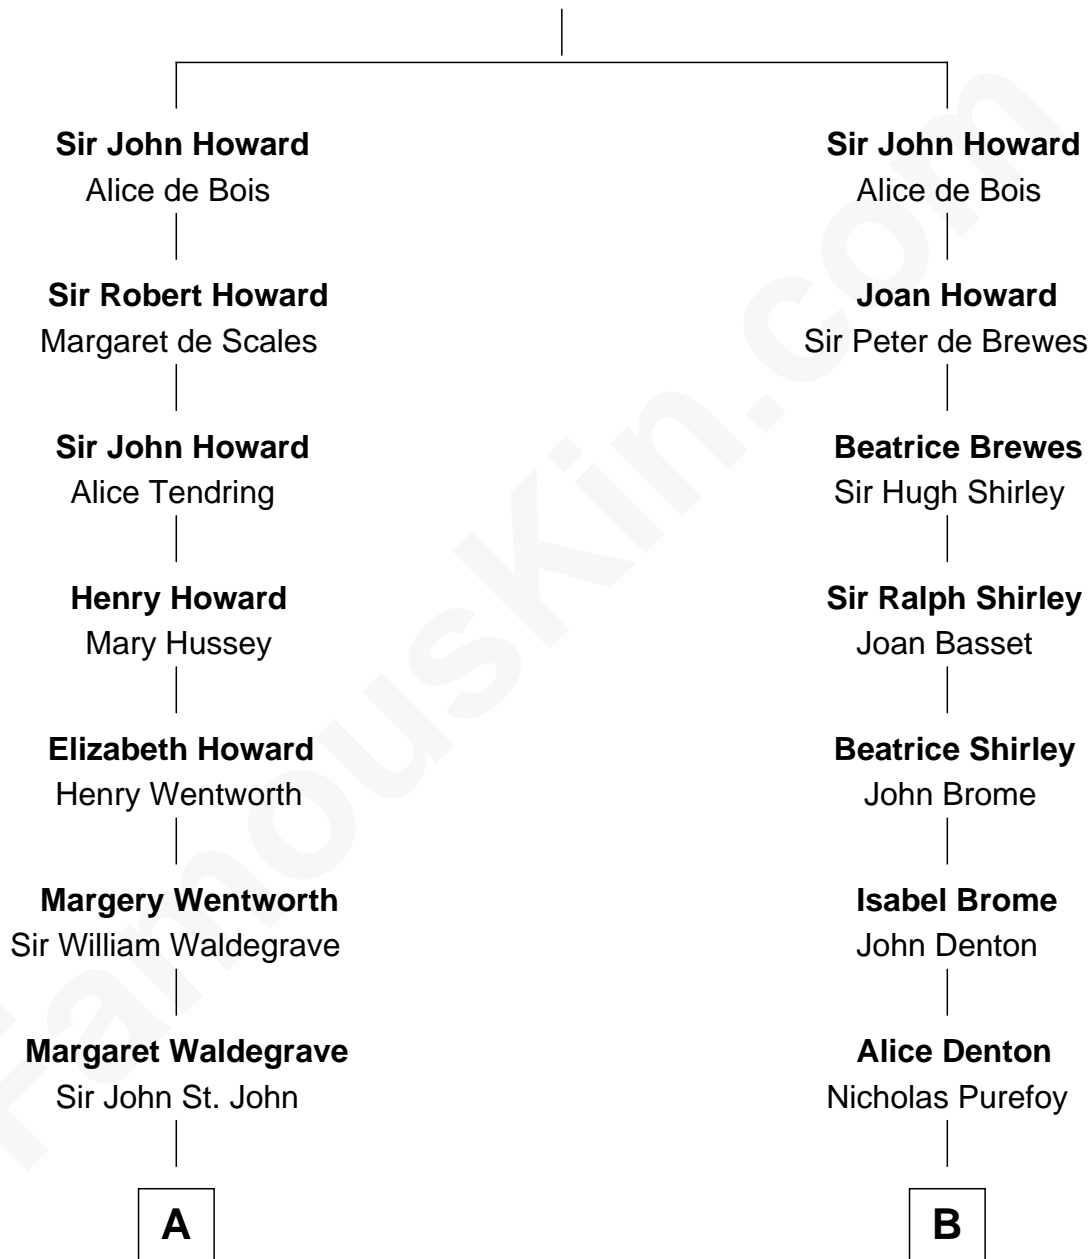 Sir John Howard
Alice de Bois
Sir Robert Howard
Margaret de Scales
Sir John Howard
Alice Tendring
Henry Howard
Mary Hussey
Elizabeth Howard
Henry Wentworth
Margery Wentworth
Sir William Waldegrave
Margaret Waldegrave
Sir John St. John
A
Sir John Howard
Alice de Bois
Joan Howard
Sir Peter de Brewes
Beatrice Brewes
Sir Hugh Shirley
Sir Ralph Shirley
Joan Basset
Beatrice Shirley
John Brome
Isabel Brome
John Denton
Alice Denton
Nicholas Purefoy
B
FamousKin.com